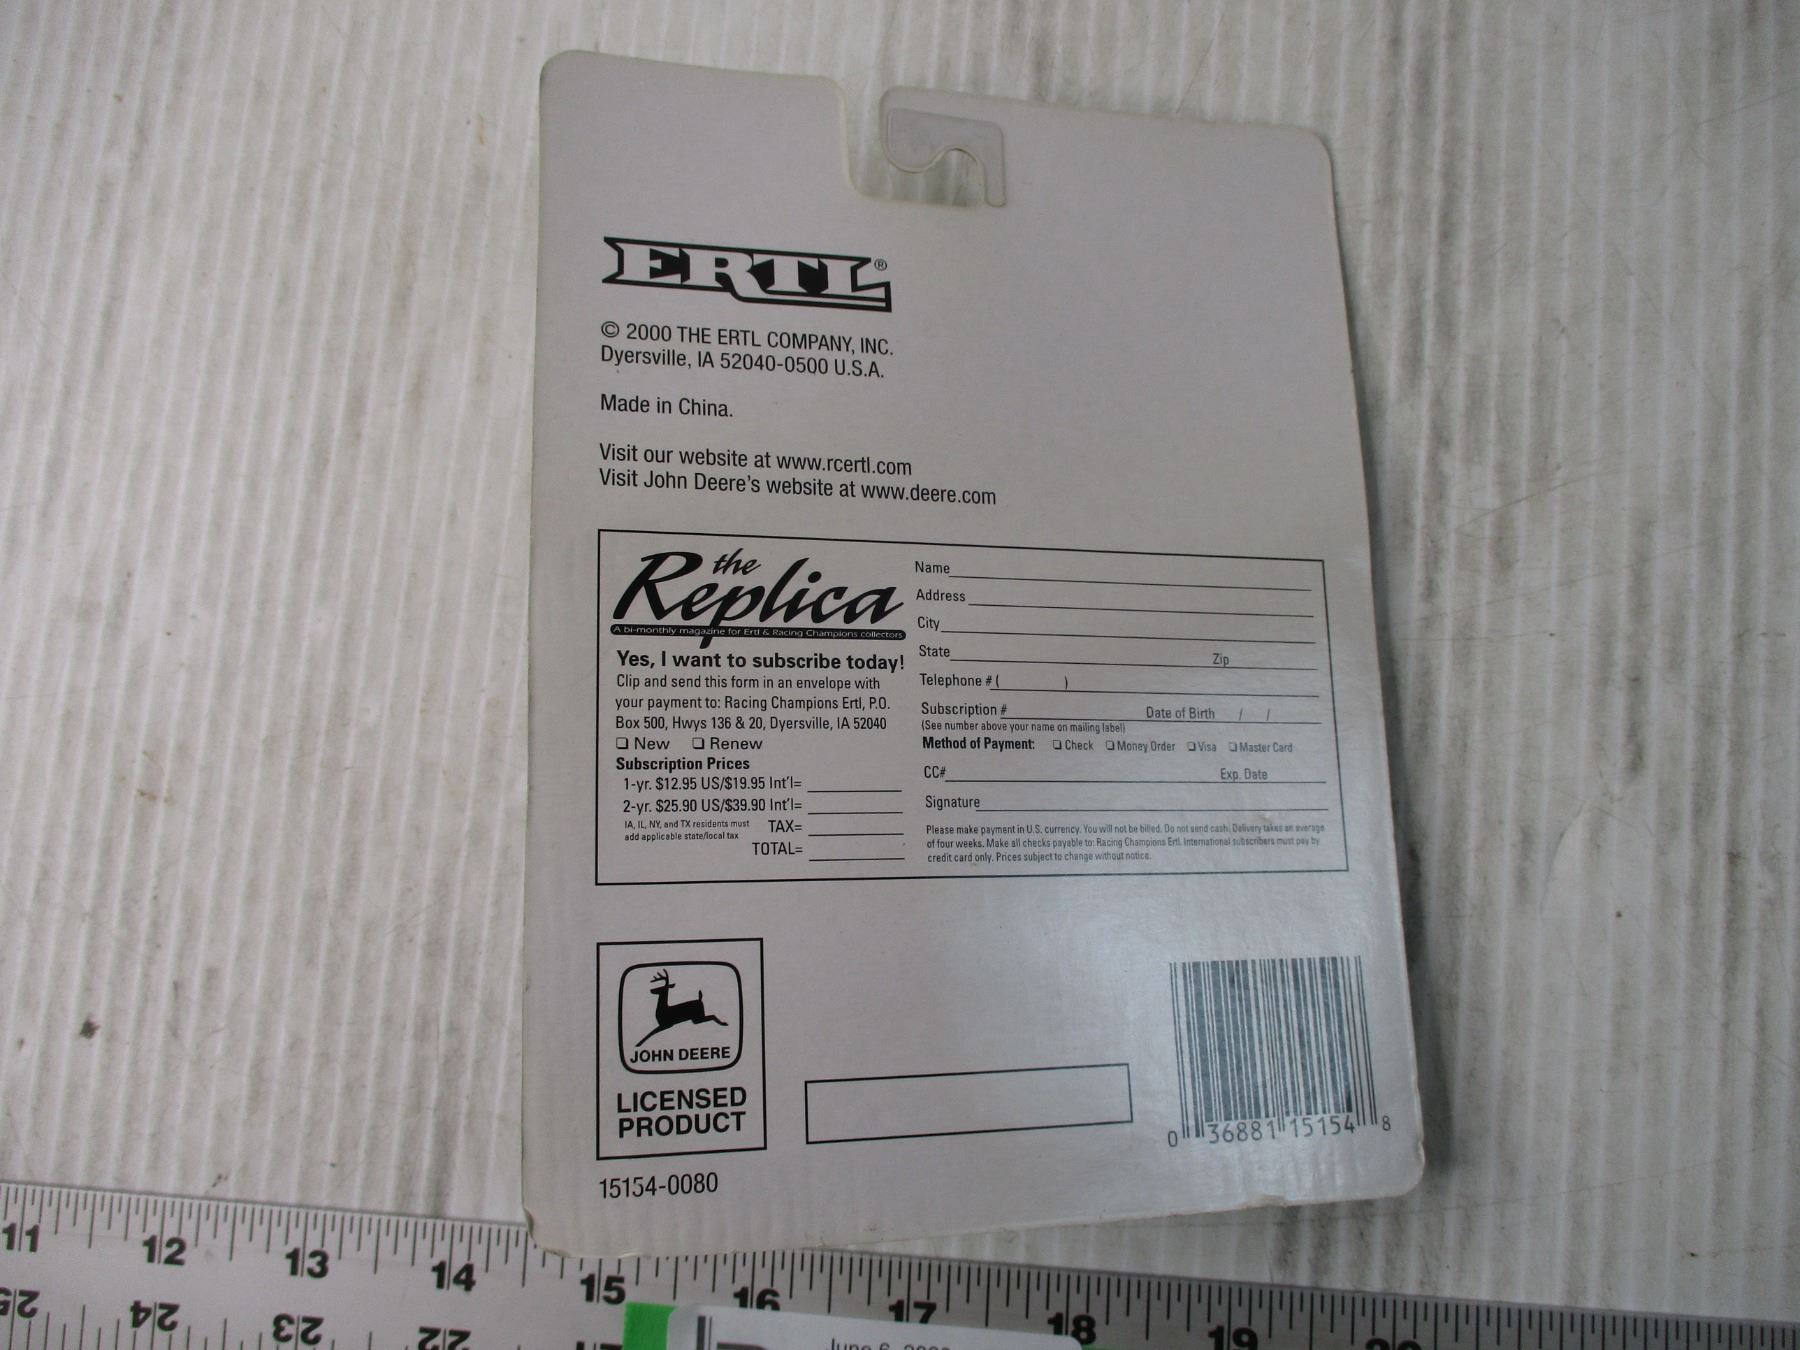 ERTL®
© 2000 THE ERTL COMPANY, INC.
Dyersville, IA 52040-0500 U.S.A.
Made in China.
Visit our website at www.rcertl.com
Visit John Deere's website at www.deere.com
the
Replica
A bi-monthly magazine for Ertl & Racing Champions collectors
Yes, I want to subscribe today!
Clip and send this form in an envelope with
your payment to: Racing Champions Ertl, P.O.
Box 500, Hwys 136 & 20, Dyersville, IA 52040
❏ New ❏ Renew
Subscription Prices
1-yr. $12.95 US/$19.95 Int'l=
2-yr. $25.90 US/$39.90 Int'l=
IA, IL, NY, and TX residents must
add applicable state/local tax
TAX=
TOTAL=
Name
Address
City
State Zip
Telephone # ( )
Subscription # Date of Birth / /
(See number above your name on mailing label)
Method of Payment: ❏ Check ❏ Money Order ❏ Visa ❏ Master Card
CC# Exp. Date
Signature
Please make payment in U.S. currency. You will not be billed. Do not send cash. Delivery takes an average
of four weeks. Make all checks payable to: Racing Champions Ertl. International subscribers must pay by
credit card only. Prices subject to change without notice.
JOHN DEERE
LICENSED
PRODUCT
15154-0080
0 36881 15154 8
11 12 13 14 15 16 17 18 19 20
25 24 23 22 21
June 6,